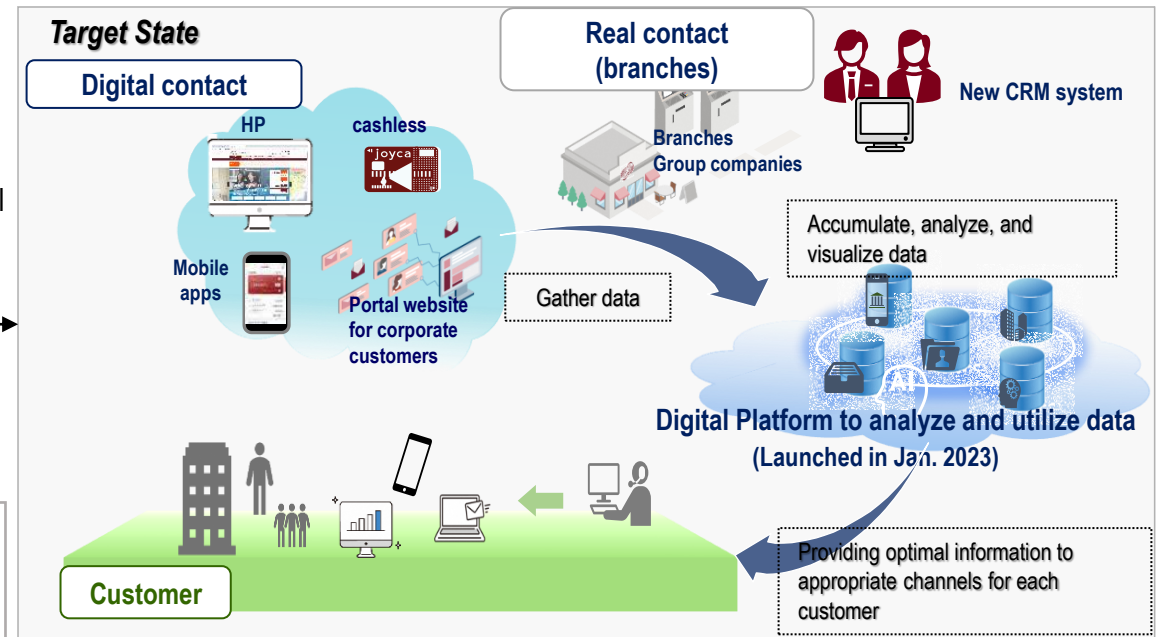 Target State
Digital contact
Real contact
(branches)
New CRM system
HP
cashless
joyca
Branches
Group companies
Mobile
apps
Portal website
for corporate
customers
Gather data
Accumulate, analyze, and
visualize data
AI
Digital Platform to analyze and utilize data
(Launched in Jan. 2023)
Customer
Providing optimal information to
appropriate channels for each
customer